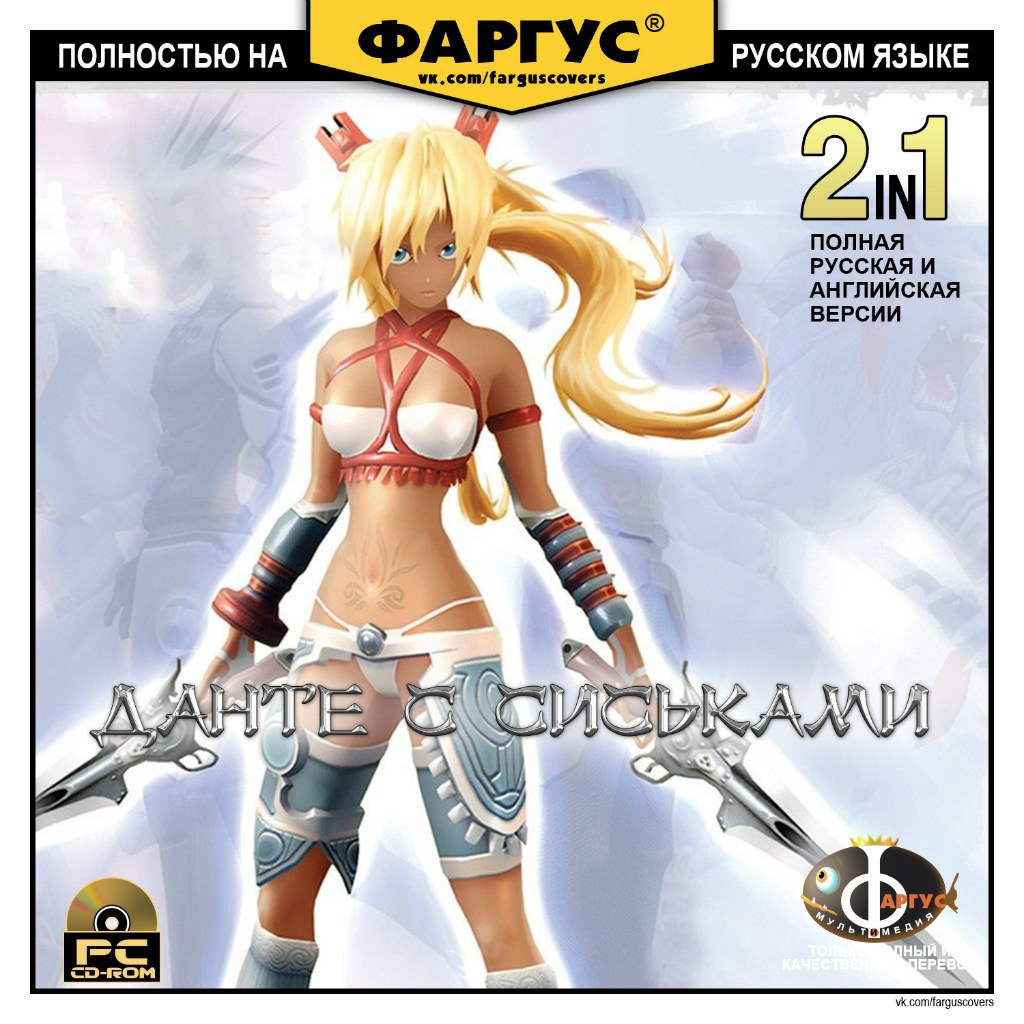 ПОЛНОСТЬЮ НА
ФАРГУС®
vk.com/farguscovers
РУССКОМ ЯЗЫКЕ
2 IN 1
ПОЛНАЯ
РУССКАЯ И
АНГЛИЙСКАЯ
ВЕРСИИ
ДАНТЕ С СИСЬКАМИ
PC
CD-ROM
ФАРГУС
МУЛЬТИМЕДИЯ
vk.com/farguscovers